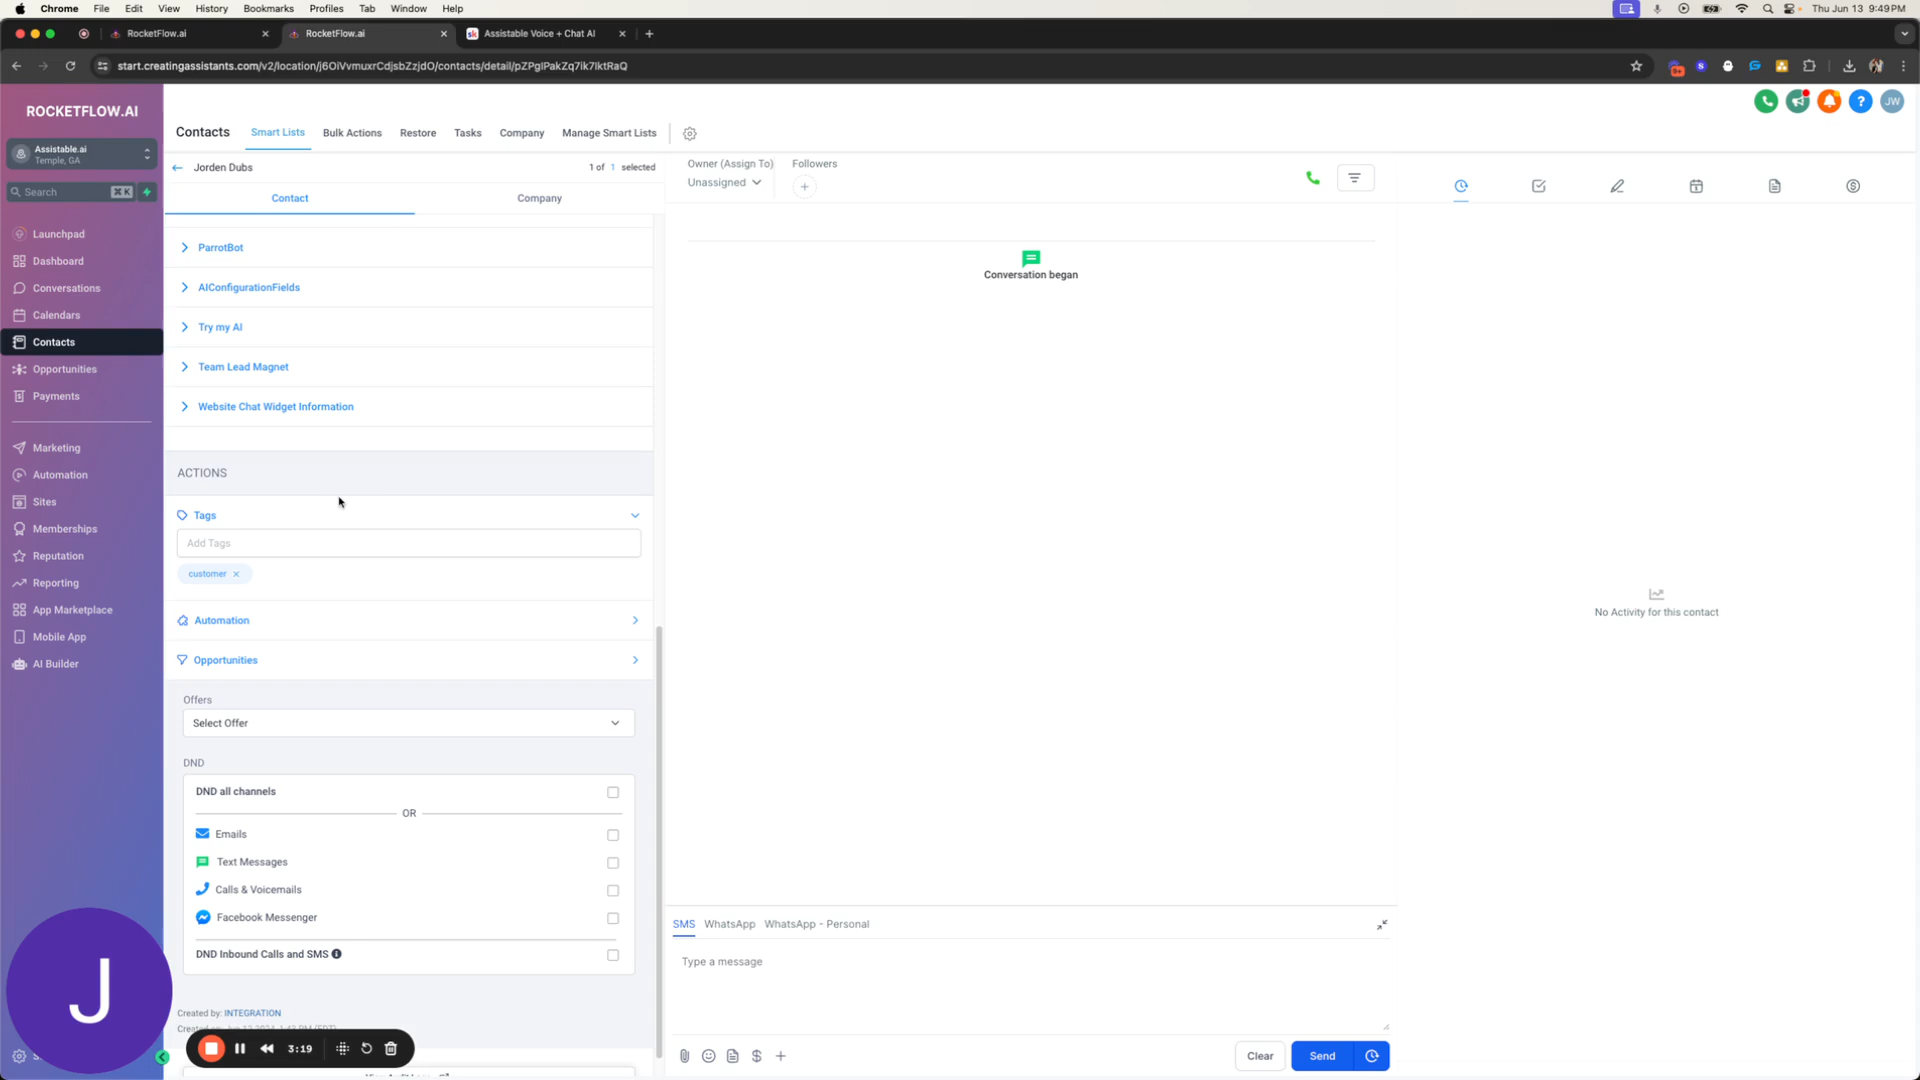 Chrome File Edit View History Bookmarks Profiles Tab Window Help Thu Jun 13 9:49PM
RocketFlow.ai RocketFlow.ai Assistable Voice + Chat AI
start.creatingassistants.com/v2/location/j6OiVvmuxrCdjsbZzjdO/contacts/detail/pZPgIPakZq7ik7lktRaQ
9+
ROCKETFLOW.AI
Assistable.ai
Temple, GA
Search ⌘ K
Launchpad
Dashboard
Conversations
Calendars
Contacts
Opportunities
Payments
Marketing
Automation
Sites
Memberships
Reputation
Reporting
App Marketplace
Mobile App
AI Builder
J
JW
Contacts Smart Lists Bulk Actions Restore Tasks Company Manage Smart Lists
Jorden Dubs 1 of 1 selected
Contact Company
ParrotBot
AIConfigurationFields
Try my AI
Team Lead Magnet
Website Chat Widget Information
ACTIONS
Tags
Add Tags
customer ×
Automation
Opportunities
Offers
Select Offer
DND
DND all channels
OR
Emails
Text Messages
Calls & Voicemails
Facebook Messenger
DND Inbound Calls and SMS
Created by: INTEGRATION
3:19
Owner (Assign To) Followers
Unassigned
Conversation began
No Activity for this contact
SMS WhatsApp WhatsApp - Personal
Type a message
Clear Send